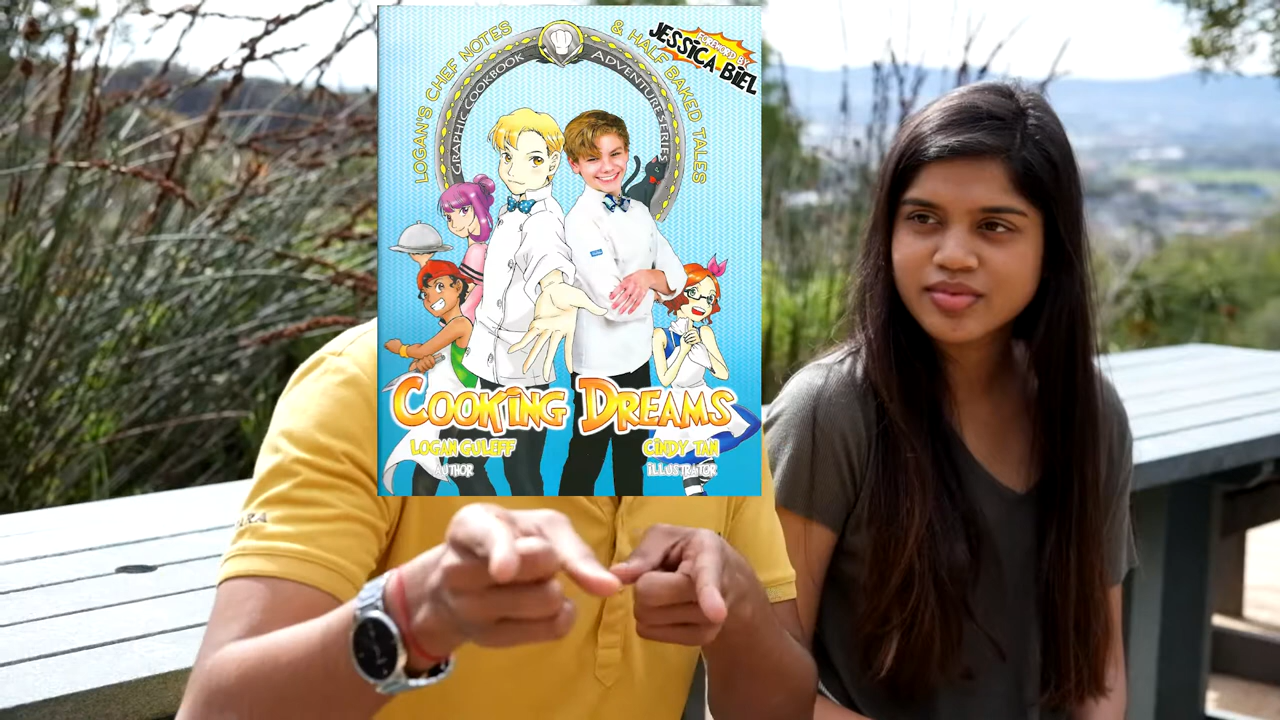 LOGAN'S CHEF NOTES
& HALF BAKED TALES
FOREWORD BY
JESSICA BIEL
GRAPHIC COOKBOOK
ADVENTURE SERIES
COOKING DREAMS
LOGAN GULEFF
AUTHOR
CINDY TAN
ILLUSTRATOR